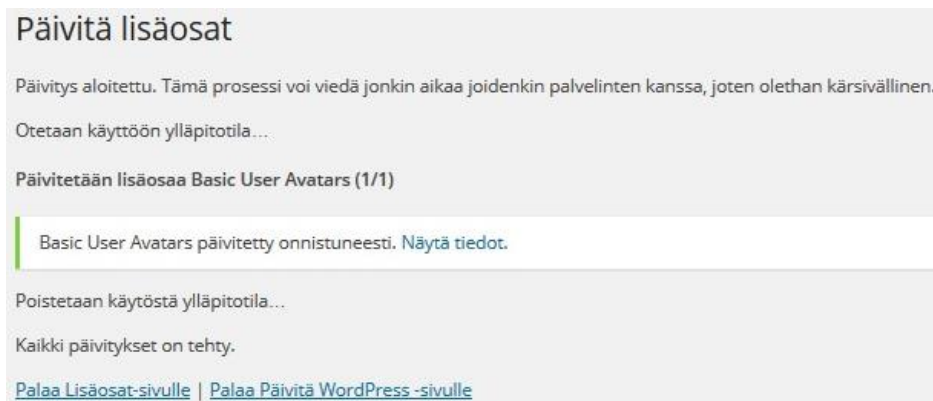 Päivitä lisäosat
Päivitys aloitettu. Tämä prosessi voi viedä jonkin aikaa joidenkin palvelinten kanssa, joten olethan kärsivällinen.
Otetaan käyttöön ylläpitotila…
Päivitetään lisäosaa Basic User Avatars (1/1)
Basic User Avatars päivitetty onnistuneesti. Näytä tiedot.
Poistetaan käytöstä ylläpitotila…
Kaikki päivitykset on tehty.
Palaa Lisäosat-sivulle | Palaa Päivitä WordPress -sivulle